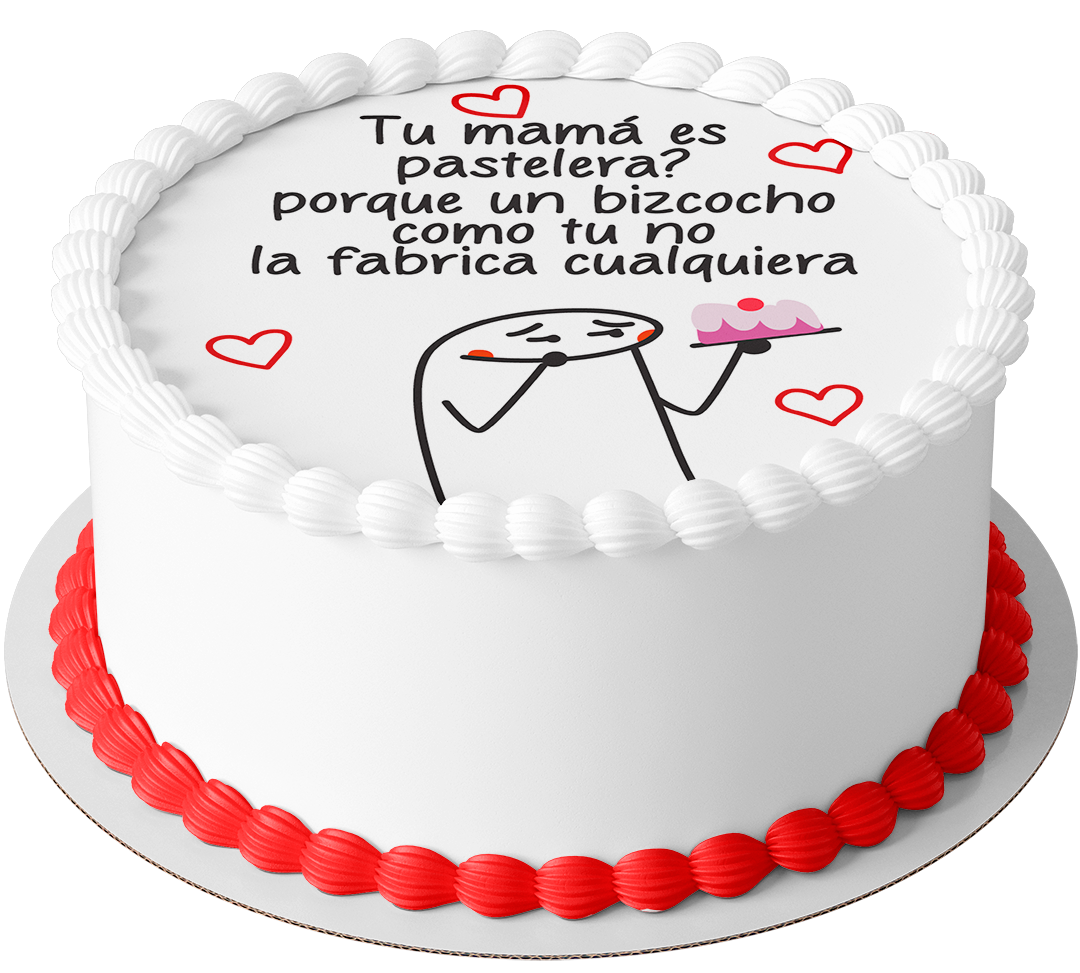 Tu mamá es
pastelera?
porque un bizcocho
como tu no
la fabrica cualquiera